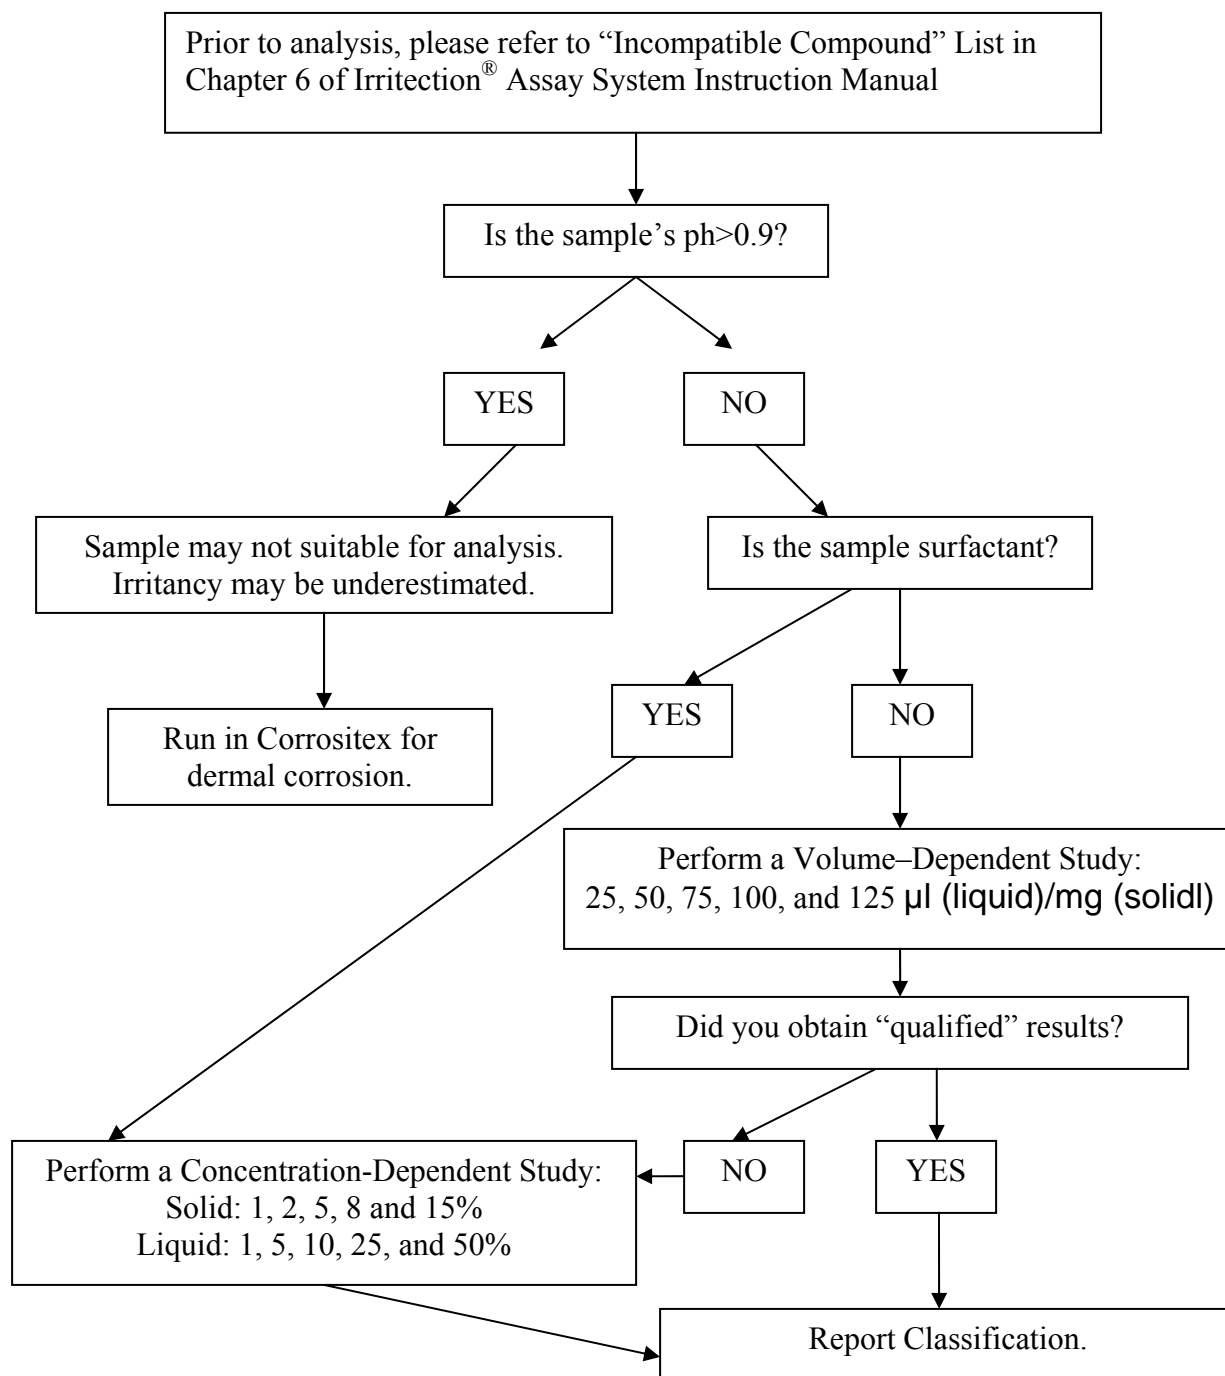 Prior to analysis, please refer to “Incompatible Compound” List in
Chapter 6 of Irritection® Assay System Instruction Manual
Is the sample’s ph>0.9?
YES
NO
Sample may not suitable for analysis.
Irritancy may be underestimated.
Is the sample surfactant?
Run in Corrositex for
dermal corrosion.
YES
NO
Perform a Volume–Dependent Study:
25, 50, 75, 100, and 125 µl (liquid)/mg (solidl)
Did you obtain “qualified” results?
NO
YES
Perform a Concentration-Dependent Study:
Solid: 1, 2, 5, 8 and 15%
Liquid: 1, 5, 10, 25, and 50%
Report Classification.